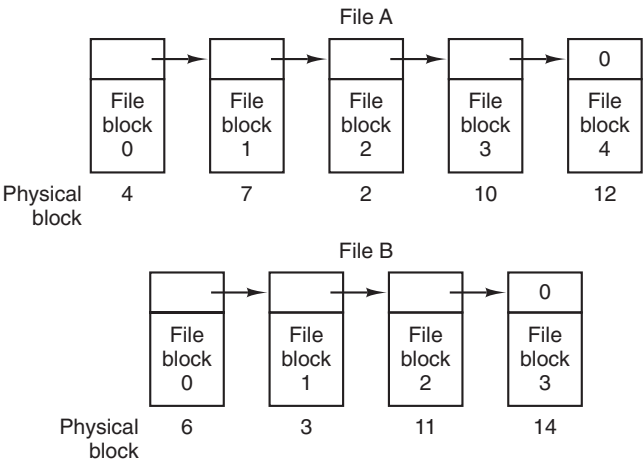 File A
0
File File File File File
block block block block block
0 1 2 3 4
Physical 4 7 2 10 12
block
File B
0
File File File File
block block block block
0 1 2 3
Physical 6 3 11 14
block